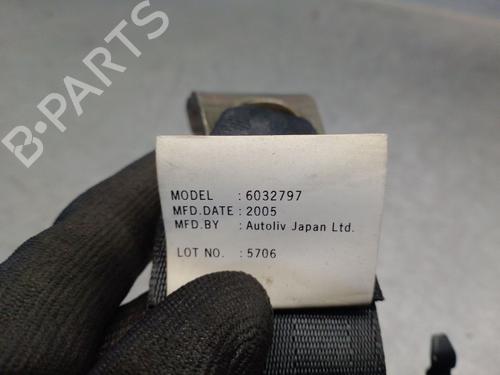 B-PARTS
MODEL : 6032797
MFD.DATE : 2005
MFD.BY : Autoliv Japan Ltd.
LOT NO. : 5706